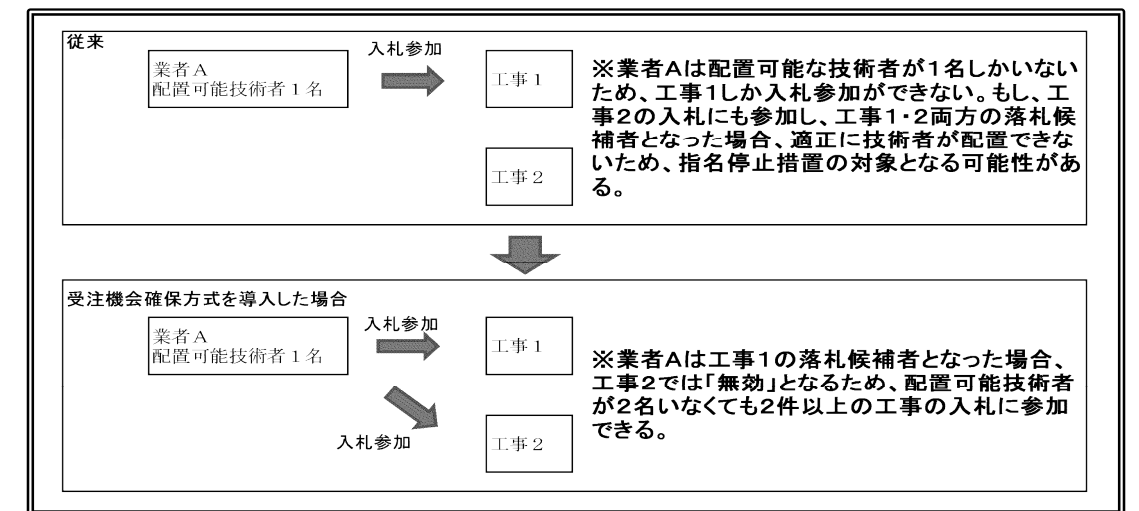 従来
業者A
配置可能技術者1名
入札参加
工事1
工事2
※業者Aは配置可能な技術者が1名しかいない
ため、工事1しか入札参加ができない。もし、工
事2の入札にも参加し、工事1・2両方の落札候
補者となった場合、適正に技術者が配置できな
いため、指名停止措置の対象となる可能性があ
る。
受注機会確保方式を導入した場合
業者A
配置可能技術者1名
入札参加
工事1
入札参加
工事2
※業者Aは工事1の落札候補者となった場合、
工事2では「無効」となるため、配置可能技術者
が2名いなくても2件以上の工事の入札に参加
できる。